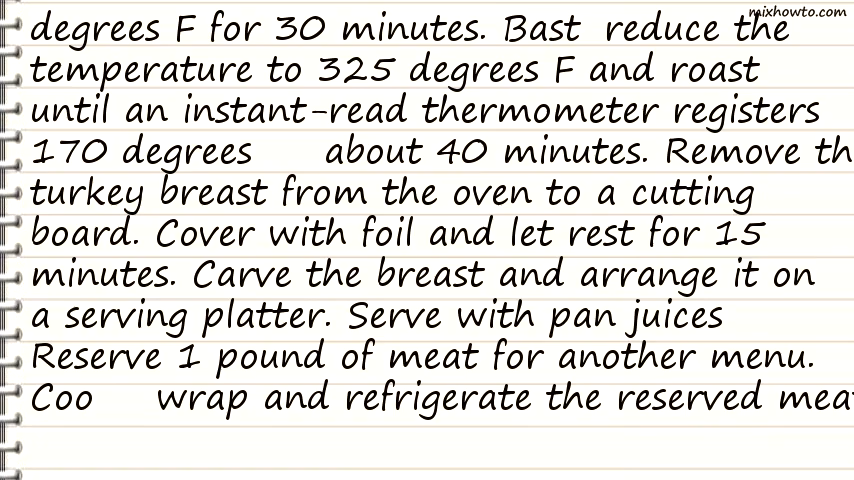 mixhowto.com
degrees F for 30 minutes. Bast reduce the
temperature to 325 degrees F and roast
until an instant-read thermometer registers
170 degrees about 40 minutes. Remove th
turkey breast from the oven to a cutting
board. Cover with foil and let rest for 15
minutes. Carve the breast and arrange it on
a serving platter. Serve with pan juices
Reserve 1 pound of meat for another menu.
Coo wrap and refrigerate the reserved meat